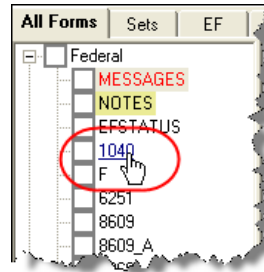 All Forms Sets EF
Federal
MESSAGES
NOTES
EFSTATUS
1040
F
6251
8609
8609_A